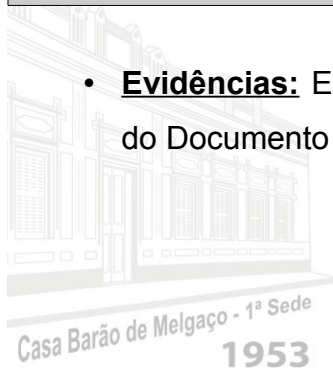 • Evidências: E
do Documento
Casa Barão de Melgaço - 1ª Sede
1953